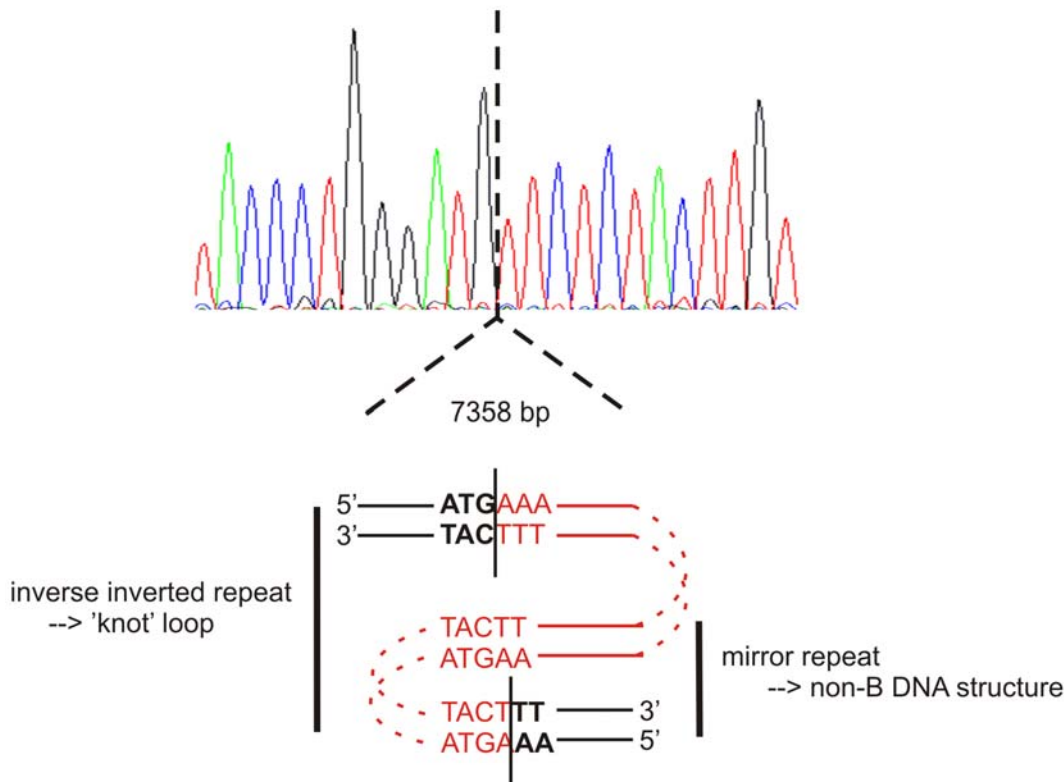 7358 bp
5’ ATGAAA
3’ TACTTT
inverse inverted repeat
--> ’knot’ loop
TACTT
ATGAA
mirror repeat
--> non-B DNA structure
TACTTT 3’
ATGAAA 5’